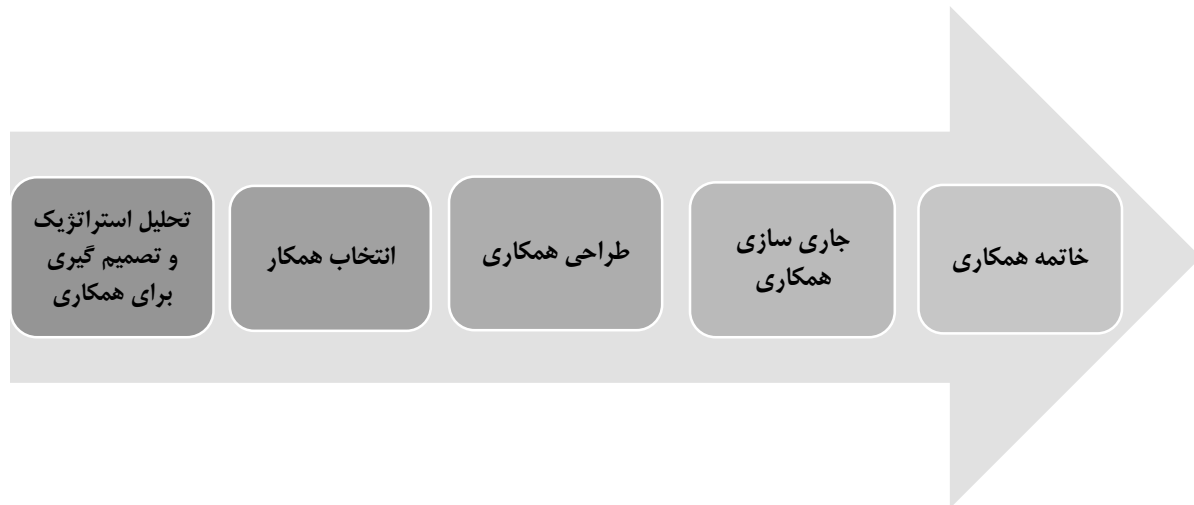 تحلیل استراتژیک
و تصمیم گیری
برای همکاری
انتخاب همکار
طراحی همکاری
جاری سازی
همکاری
خاتمه همکاری